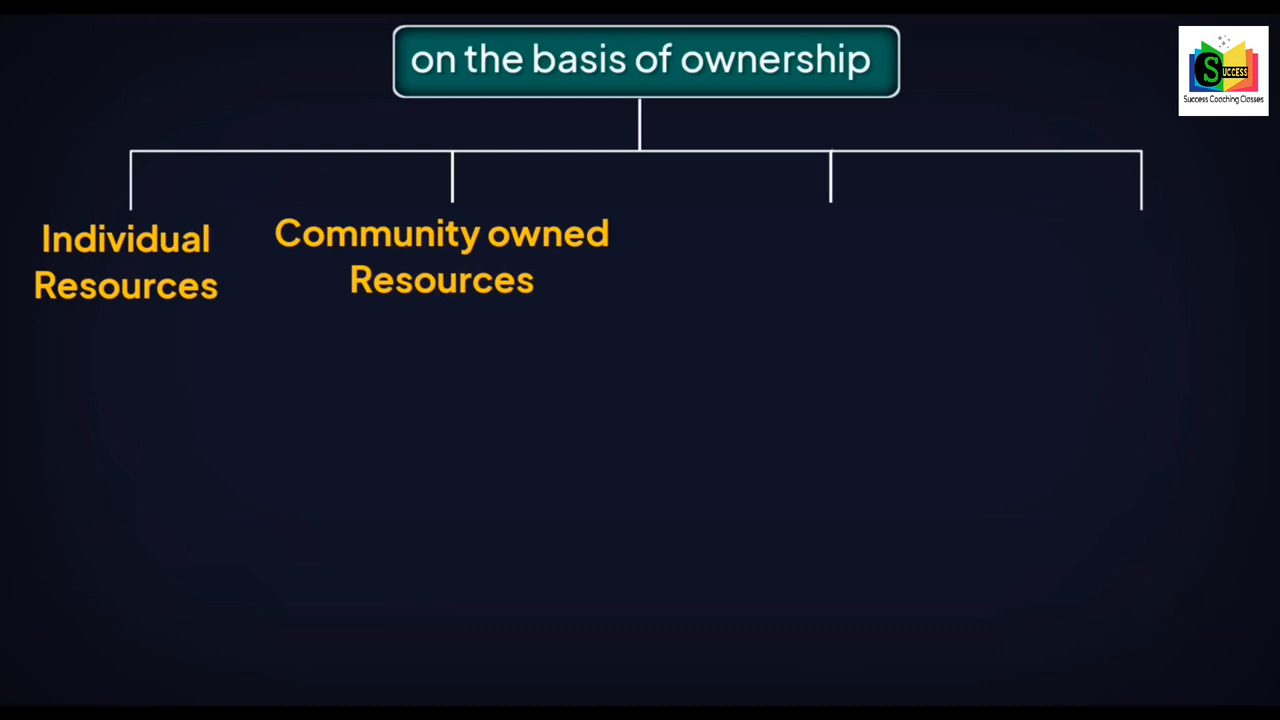 on the basis of ownership
SUCCESS
Success Coaching Classes
Individual
Resources
Community owned
Resources